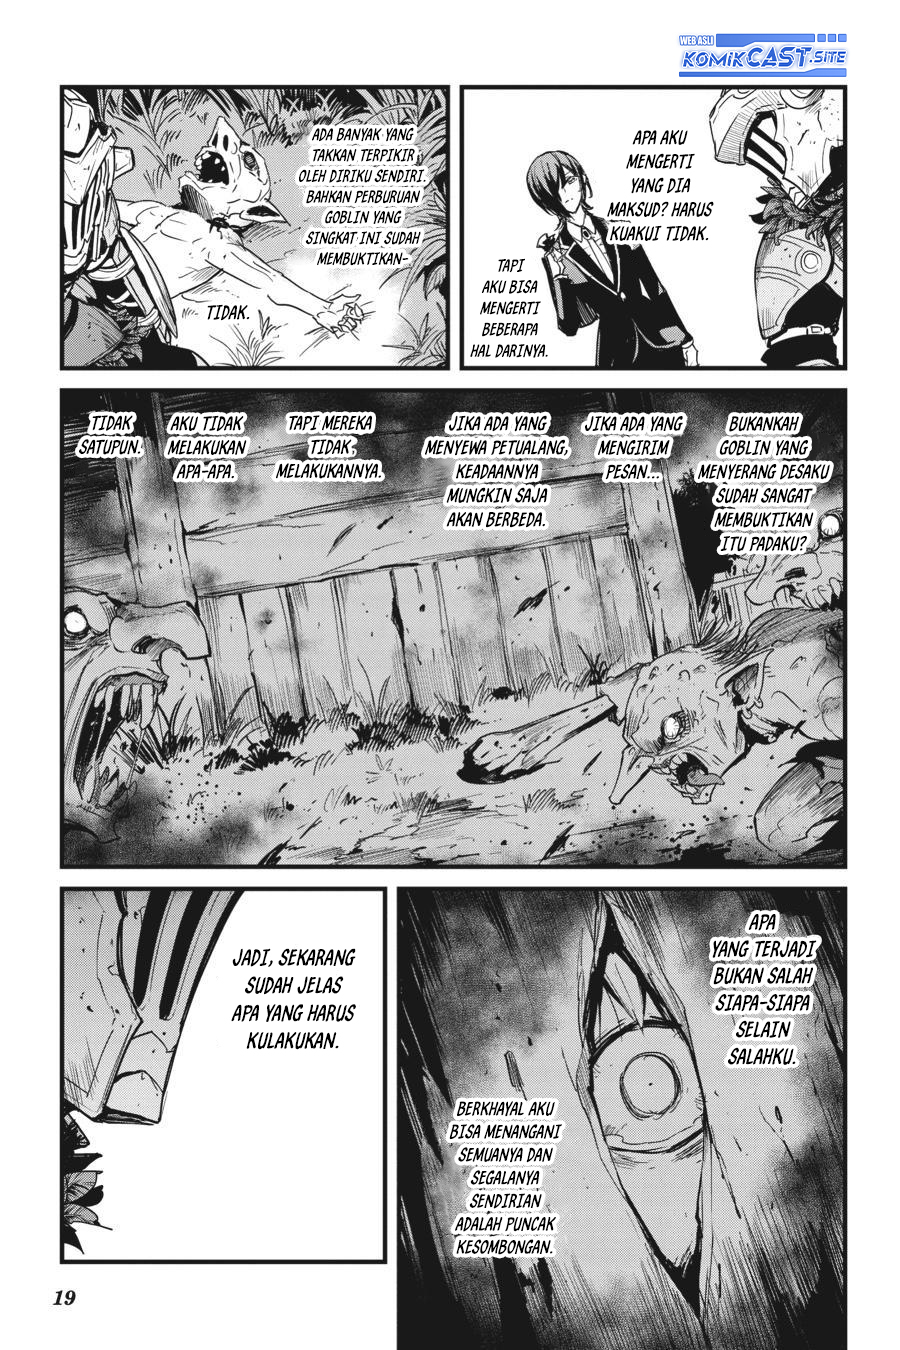 WEB ASLI
KOMIKCAST.SITE
APA AKU
MENGERTI
YANG DIA
MAKSUD? HARUS
KUAKUI TIDAK.
TAPI
AKU BISA
MENGERTI
BEBERAPA
HAL DARINYA.
ADA BANYAK YANG
TAKKAN TERPIKIR
OLEH DIRIKU SENDIRI.
BAHKAN PERBURUAN
GOBLIN YANG
SINGKAT INI SUDAH
MEMBUKTIKAN-
TIDAK.
BUKANKAH
GOBLIN YANG
MENYERANG DESAKU
SUDAH SANGAT
MEMBUKTIKAN
ITU PADAKU?
JIKA ADA YANG
MENGIRIM
PESAN...
JIKA ADA YANG
MENYEWA PETUALANG,
KEADAANNYA
MUNGKIN SAJA
AKAN BERBEDA.
TAPI MEREKA
TIDAK
MELAKUKANNYA.
AKU TIDAK
MELAKUKAN
APA-APA.
TIDAK
SATUPUN.
APA
YANG TERJADI
BUKAN SALAH
SIAPA-SIAPA
SELAIN
SALAHKU.
BERKHAYAL AKU
BISA MENANGANI
SEMUANYA DAN
SEGALANYA
SENDIRIAN
ADALAH PUNCAK
KESOMBONGAN.
JADI, SEKARANG
SUDAH JELAS
APA YANG HARUS
KULAKUKAN.
19